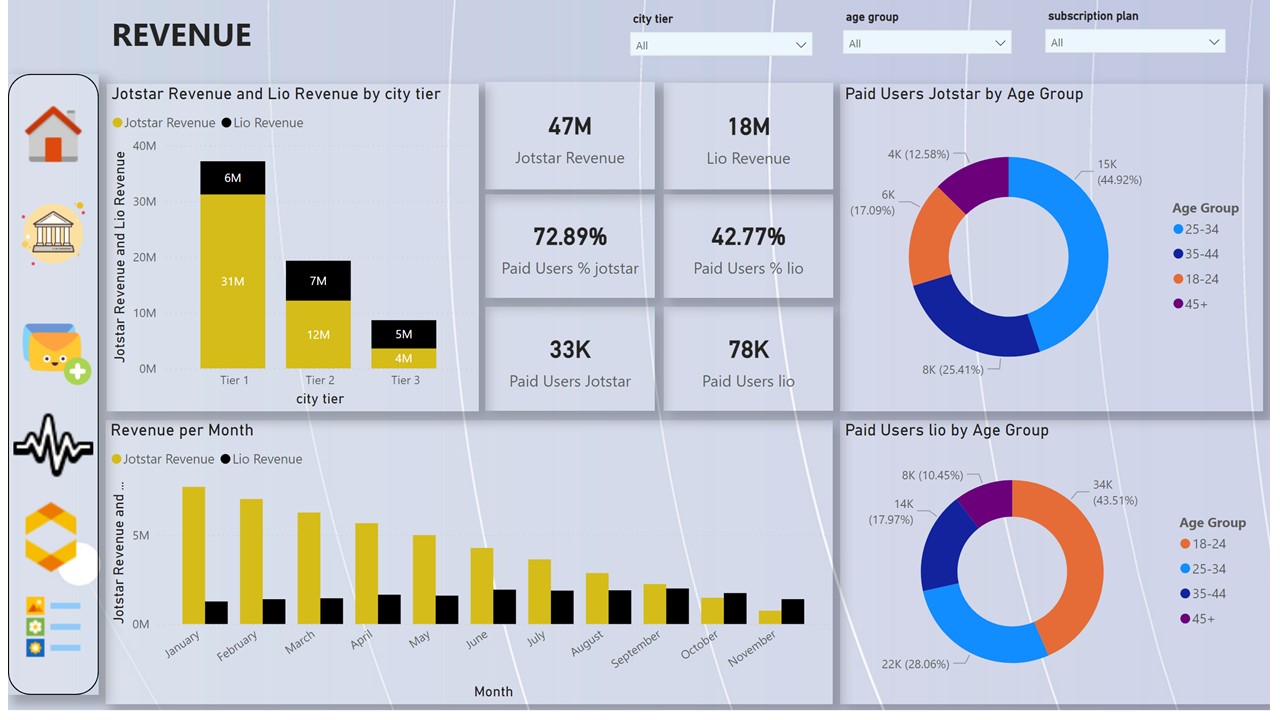 REVENUE
city tier
All
age group
All
subscription plan
All
Jotstar Revenue and Lio Revenue by city tier
Jotstar Revenue Lio Revenue
Jotstar Revenue and Lio Revenue
40M
30M
20M
10M
0M
6M
31M
7M
12M
5M
4M
Tier 1 Tier 2 Tier 3
city tier
47M
Jotstar Revenue
18M
Lio Revenue
72.89%
Paid Users % jotstar
42.77%
Paid Users % lio
33K
Paid Users Jotstar
78K
Paid Users lio
Paid Users Jotstar by Age Group
4K (12.58%)
15K
(44.92%)
6K
(17.09%)
8K (25.41%)
Age Group
25-34
35-44
18-24
45+
Revenue per Month
Jotstar Revenue Lio Revenue
Jotstar Revenue and ...
5M
0M
January February March April May June July August September October November
Month
Paid Users lio by Age Group
8K (10.45%)
34K
(43.51%)
14K
(17.97%)
22K (28.06%)
Age Group
18-24
25-34
35-44
45+